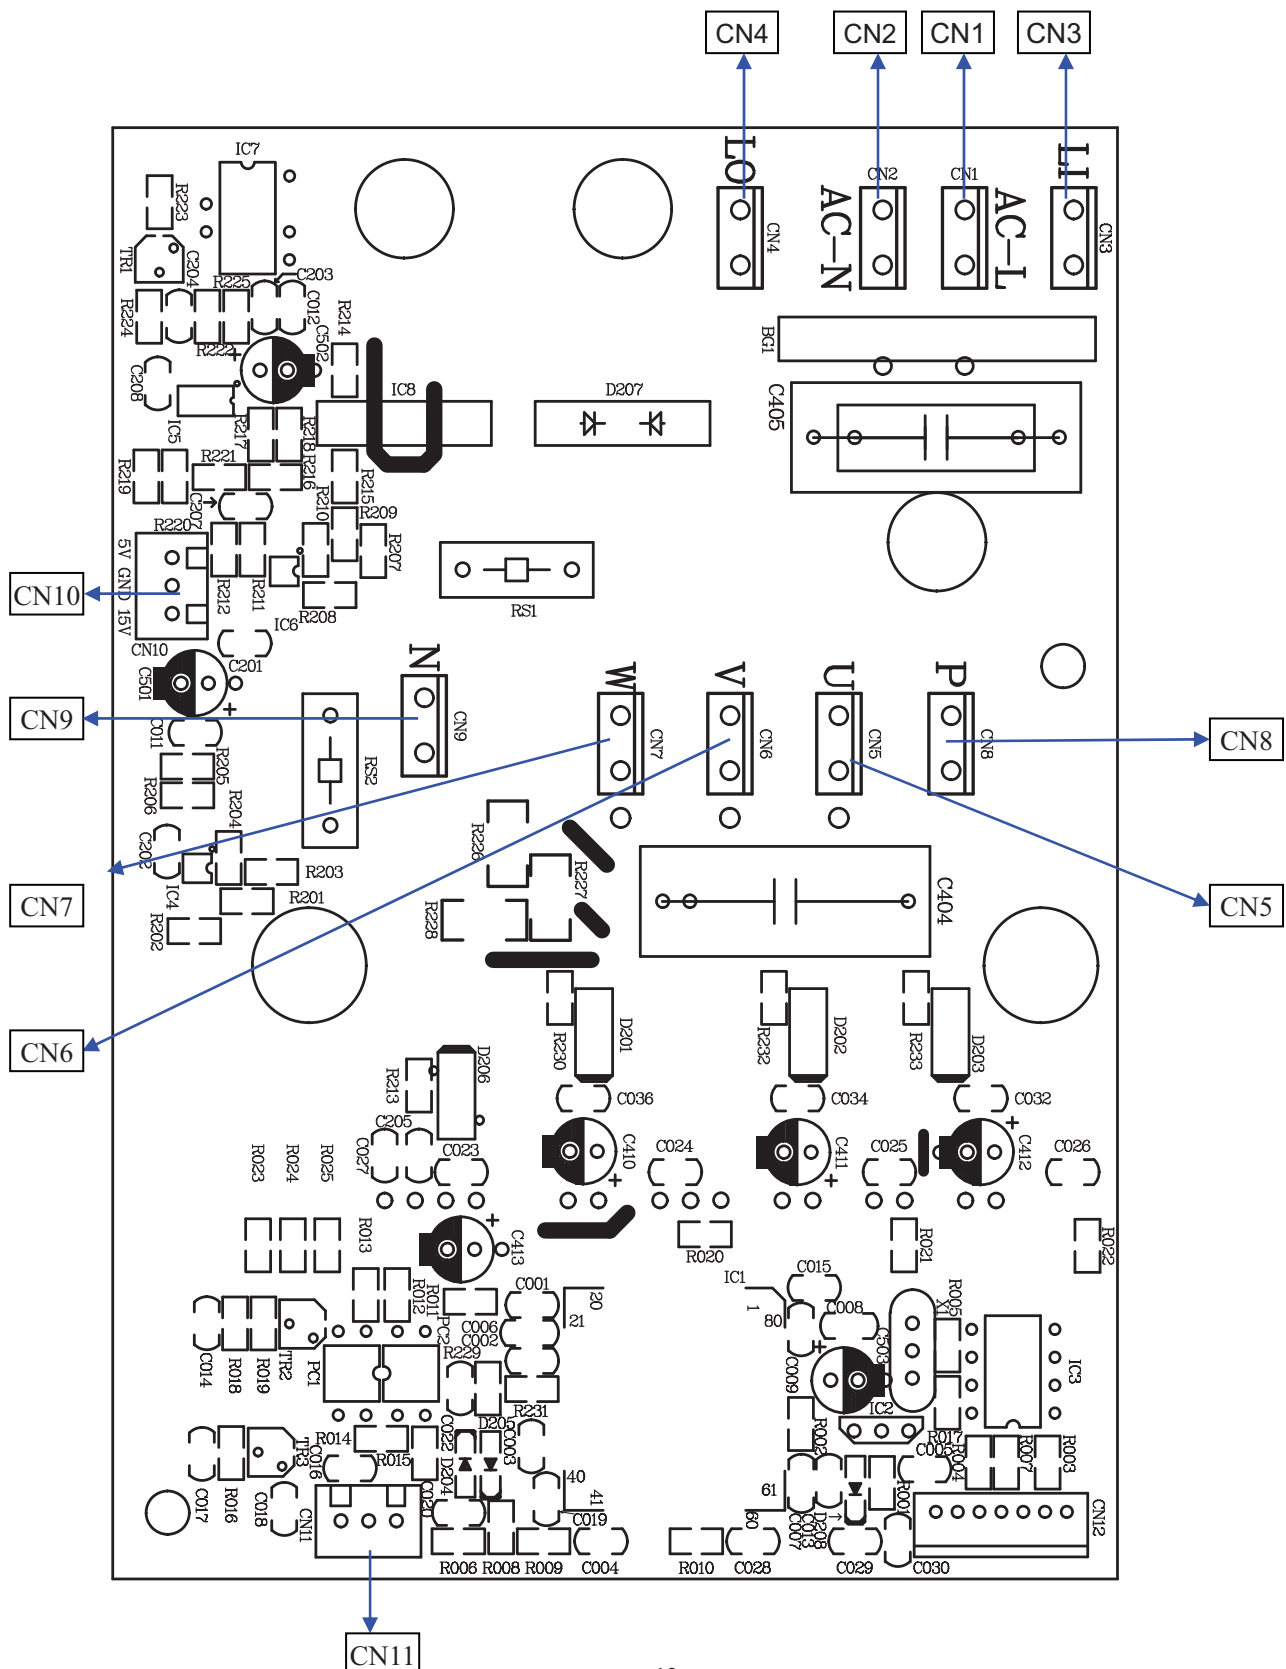 CN4
CN2
CN1
CN3
LO
CN4
AC-N
CN2
CN1
AC-L
LI
CN3
IC7
R223
TR1
C204
R225
C203
C012
R224
R222
C502
R214
C208
IC5
R217
R218
IC8
D207
BG1
C405
R219
R221
R216
C207
R210
R215
R209
R207
R220
5V GND 15V
CN10
R212
R211
IC6
R208
RS1
CN10
C501
C201
N
CN9
CN9
W
CN7
V
CN6
U
CN5
P
CN8
CN8
C011
R205
R206
RS2
R204
C202
IC4
R203
R201
R202
CN7
R226
R227
R228
C404
CN5
CN6
R230
D201
R232
D202
R233
D203
R213
D206
C036
C034
C032
C205
C027
C023
C410
C024
C411
C025
C412
C026
R023
R024
R025
R013
C413
R020
R021
R022
R012
R011
C001
20
21
IC1
1
80
C015
C008
R005
X1
C006
C002
PC2
R229
C503
C009
IC3
C014
R018
R019
TR2
PC1
R231
IC2
R002
R017
C005
R004
R007
R003
R014
R015
C022
D205
C003
TR3
C016
D204
40
41
61
60
C017
R016
C018
CN11
C020
C019
C007
C013
D208
R001
CN12
R006
R008
R009
C004
R010
C028
C029
C030
CN11